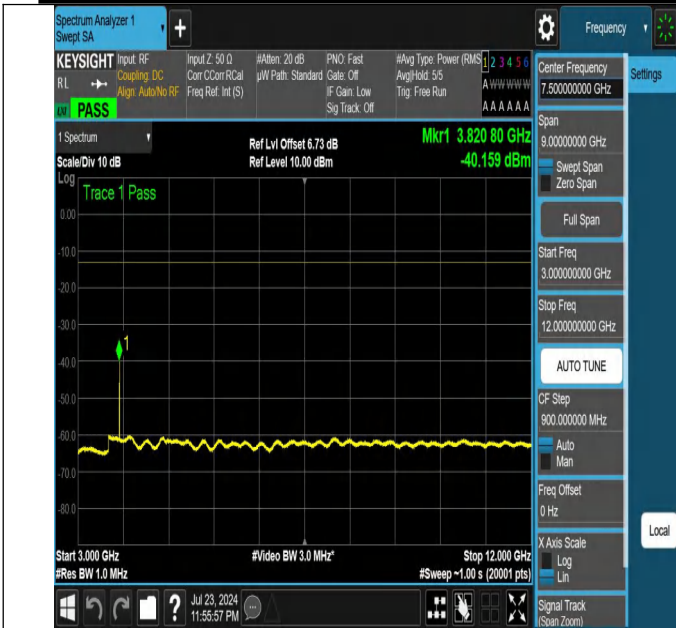 Spectrum Analyzer 1
Swept SA
+
Frequency
KEYSIGHT
RL
PASS
Input: RF
Coupling: DC
Align: Auto/No RF
Input Z: 50 Ω
Corr CCorr RCal
Freq Ref: Int (S)
#Atten: 20 dB
µW Path: Standard
PNO: Fast
Gate: Off
IF Gain: Low
Sig Track: Off
#Avg Type: Power (RMS
Avg|Hold: 5/5
Trig: Free Run
1 2 3 4 5 6
A W W W W W
A A A A A A
Center Frequency
7.500000000 GHz
Settings
Span
9.00000000 GHz
Swept Span
Zero Span
Full Span
Start Freq
3.000000000 GHz
Stop Freq
12.000000000 GHz
AUTO TUNE
CF Step
900.000000 MHz
Auto
Man
Freq Offset
0 Hz
X Axis Scale
Log
Lin
Signal Track
(Span Zoom)
Local
1 Spectrum
Scale/Div 10 dB
Log
Ref Lvl Offset 6.73 dB
Ref Level 10.00 dBm
Mkr1 3.820 80 GHz
-40.159 dBm
Trace 1 Pass
0.00
-10.0
-20.0
-30.0
1
-40.0
-50.0
-60.0
-70.0
-80.0
Start 3.000 GHz
#Res BW 1.0 MHz
#Video BW 3.0 MHz*
Stop 12.000 GHz
#Sweep ~1.00 s (20001 pts)
?
Jul 23, 2024
11:55:57 PM